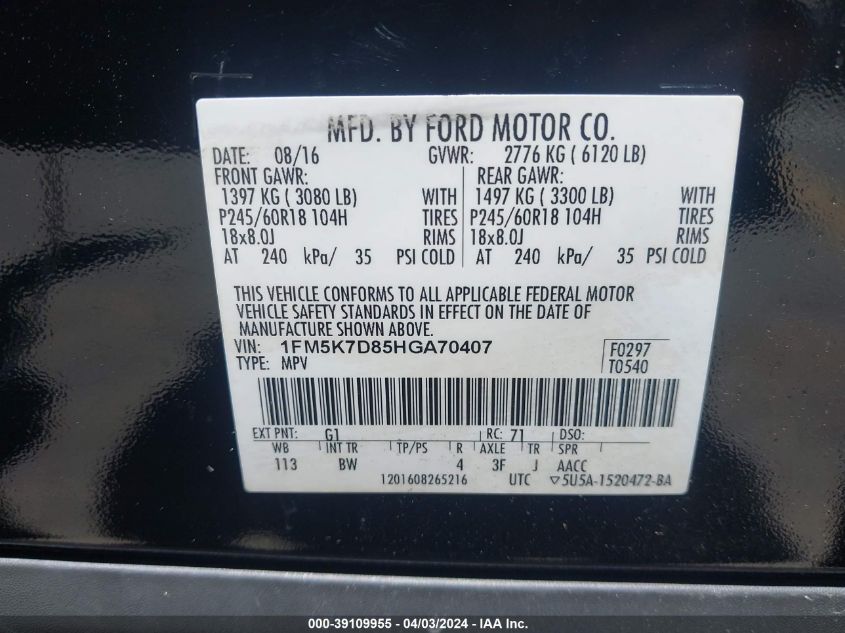 MFD. BY FORD MOTOR CO.
DATE: 08/16 GVWR: 2776 KG ( 6120 LB)
FRONT GAWR: REAR GAWR:
1397 KG ( 3080 LB) WITH 1497 KG ( 3300 LB) WITH
P245/60R18 104H TIRES P245/60R18 104H TIRES
18x8.0J RIMS 18x8.0J RIMS
AT 240 kPa/ 35 PSI COLD AT 240 kPa/ 35 PSI COLD
THIS VEHICLE CONFORMS TO ALL APPLICABLE FEDERAL MOTOR
VEHICLE SAFETY STANDARDS IN EFFECT ON THE DATE OF
MANUFACTURE SHOWN ABOVE.
VIN: 1FM5K7D85HGA70407 F0297
TYPE: MPV T0540
EXT PNT: G1 RC: 71 DSO:
WB INT TR TP/PS R AXLE TR SPR
113 BW 4 3F J AACC
1201608265216 UTC ▽5U5A-1520472-BA
000-39109955 - 04/03/2024 - IAA Inc.